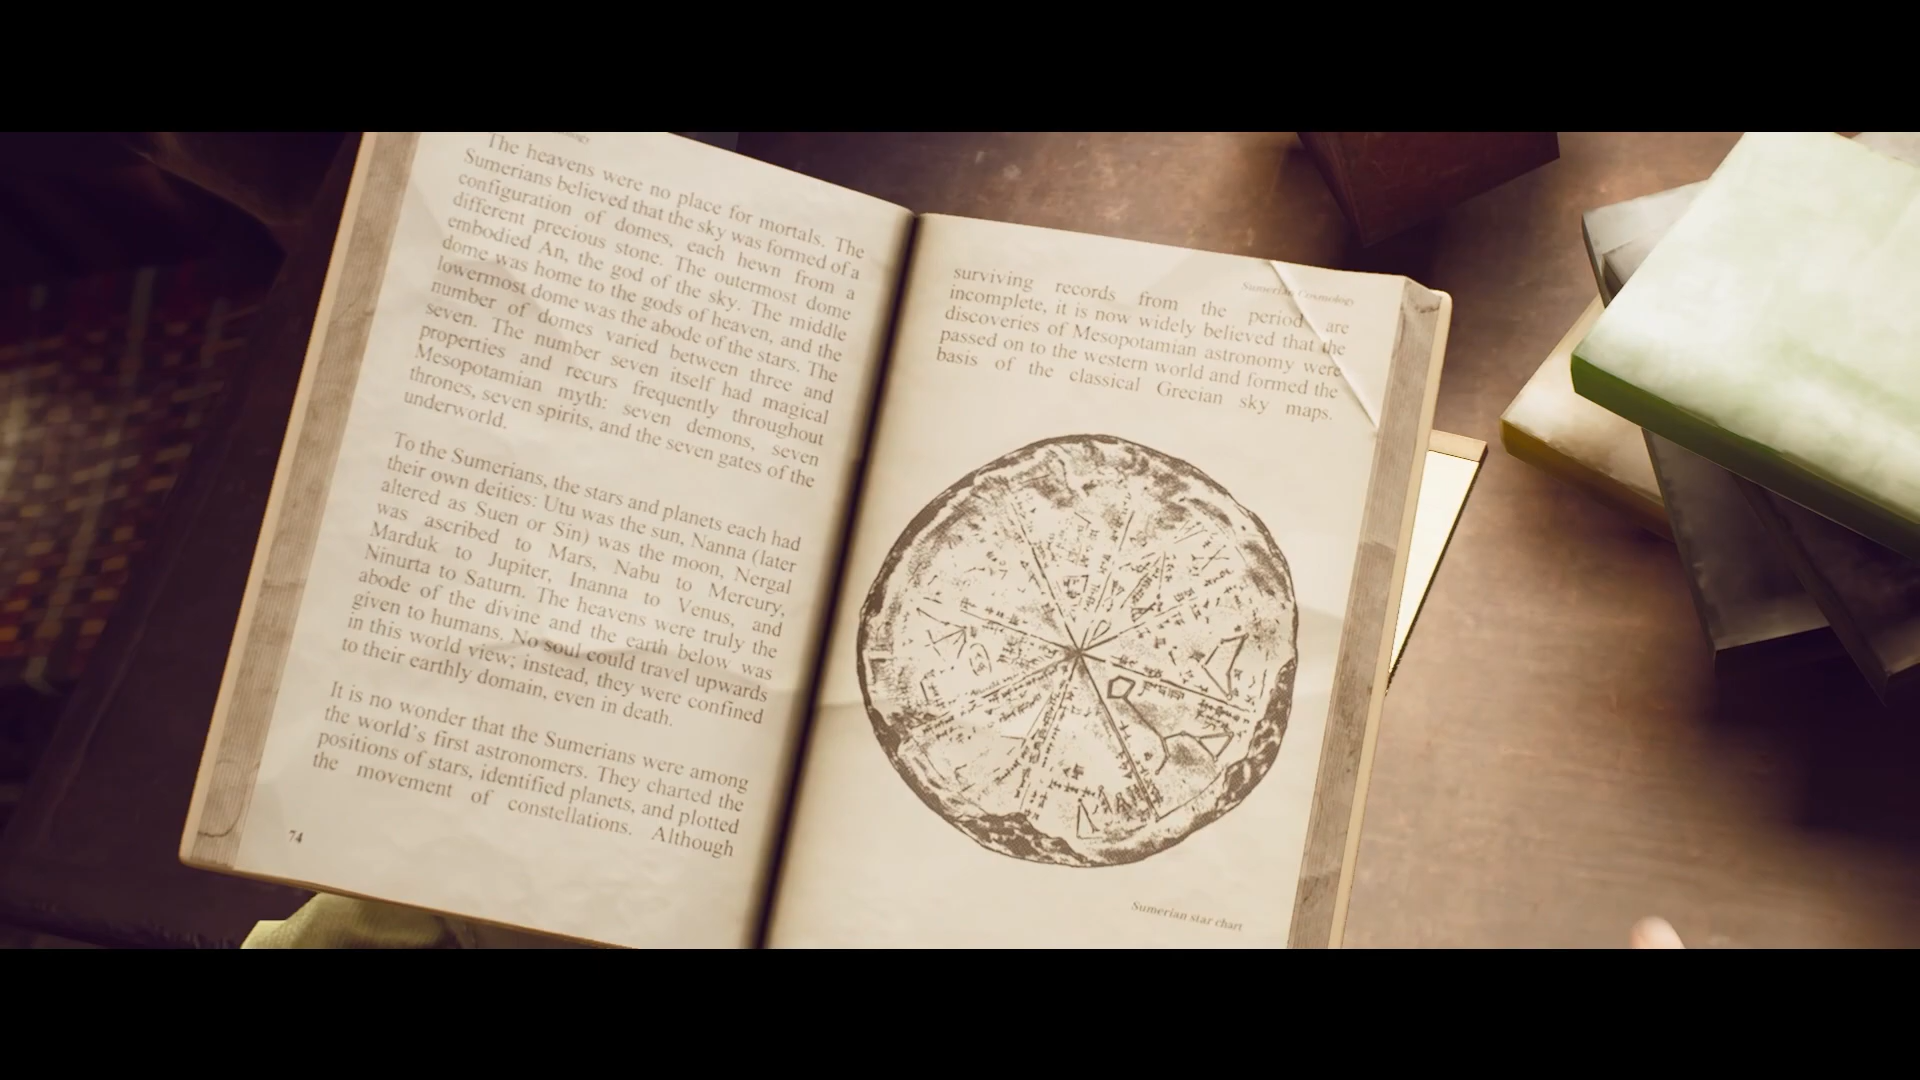 The heavens were no place for mortals. The
Sumerians believed that the sky was formed of a
configuration of domes, each hewn from a
different precious stone. The outermost dome
embodied An, the god of the sky. The middle
dome was home to the gods of heaven, and the
lowermost dome was the abode of the stars. The
number of domes varied between three and
seven. The number seven itself had magical
properties and recurs frequently throughout
Mesopotamian myth: seven demons, seven
thrones, seven spirits, and the seven gates of the
underworld.
To the Sumerians, the stars and planets each had
their own deities: Utu was the sun, Nanna (later
altered as Suen or Sin) was the moon, Nergal
was ascribed to Mars, Nabu to Mercury,
Marduk to Jupiter, Inanna to Venus, and
Ninurta to Saturn. The heavens were truly the
abode of the divine and the earth below was
given to humans. No soul could travel upwards
in this world view; instead, they were confined
to their earthly domain, even in death.
It is no wonder that the Sumerians were among
the world's first astronomers. They charted the
positions of stars, identified planets, and plotted
the movement of constellations. Although
74
Sumerian Cosmology
surviving records from the period are
incomplete, it is now widely believed that the
discoveries of Mesopotamian astronomy were
passed on to the western world and formed the
basis of the classical Grecian sky maps.
Sumerian star chart